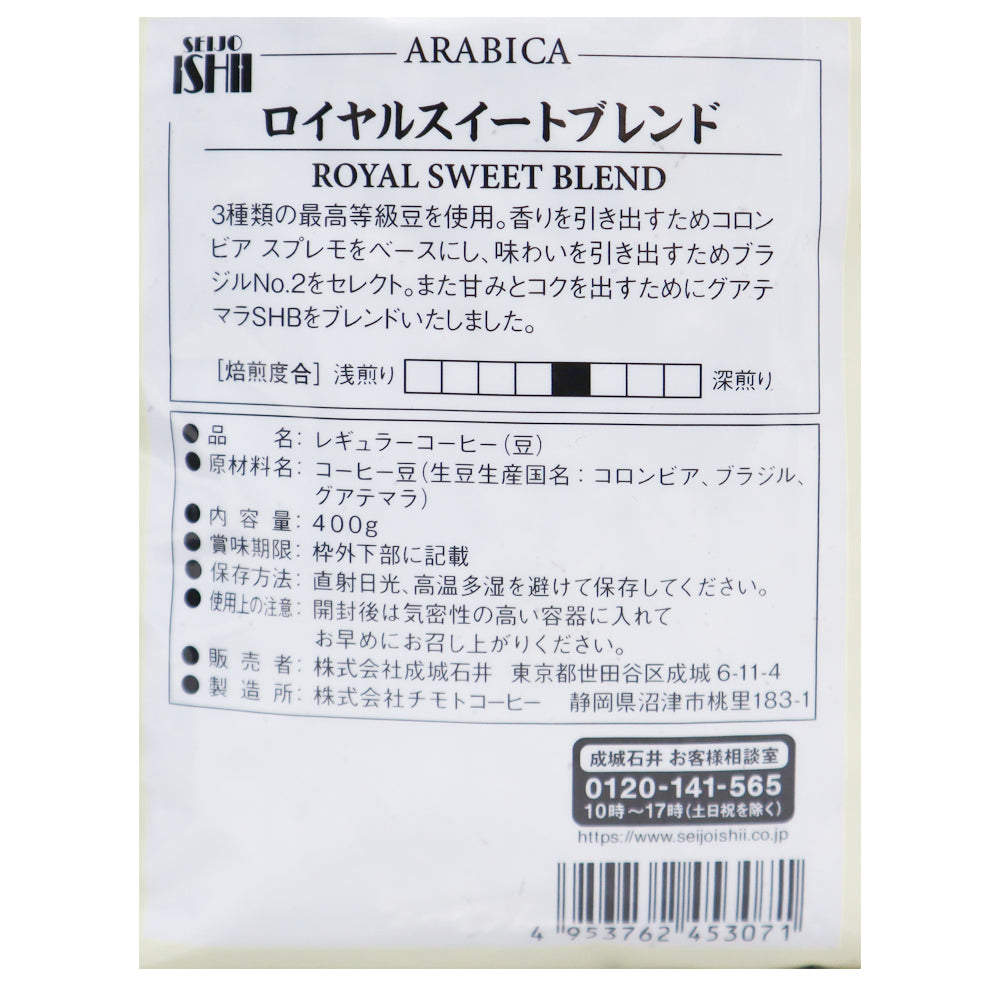 SEIJO
ISHII
ARABICA
ロイヤルスイートブレンド
ROYAL SWEET BLEND
3種類の最高等級豆を使用。香りを引き出すためコロン
ビア スプレモをベースにし、味わいを引き出すためブラ
ジルNo.2をセレクト。また甘みとコクを出すためにグアテ
マラSHBをブレンドいたしました。
[焙煎度合] 浅煎り 深煎り
●品 名：レギュラーコーヒー（豆）
●原材料名：コーヒー豆（生豆生産国名：コロンビア、ブラジル、
グアテマラ）
●内容量：400g
●賞味期限：枠外下部に記載
●保存方法：直射日光、高温多湿を避けて保存してください。
●使用上の注意：開封後は気密性の高い容器に入れて
お早めにお召し上がりください。
●販売者：株式会社成城石井 東京都世田谷区成城6-11-4
●製造所：株式会社チモトコーヒー 静岡県沼津市桃里183-1
成城石井 お客様相談室
0120-141-565
10時～17時（土日祝を除く）
https://www.seijoishii.co.jp
4 953762 453071